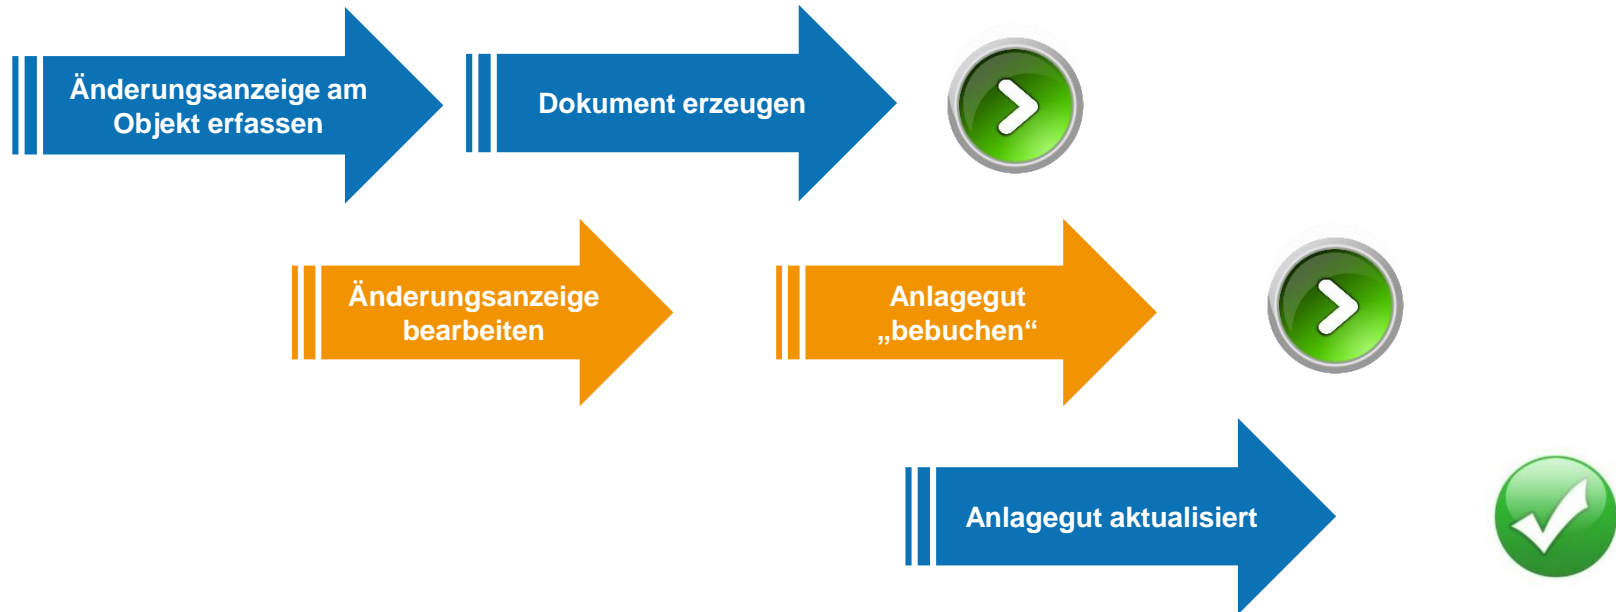 Änderungsanzeige am
Objekt erfassen
Dokument erzeugen
Änderungsanzeige
bearbeiten
Anlagegut
„bebuchen“
Anlagegut aktualisiert